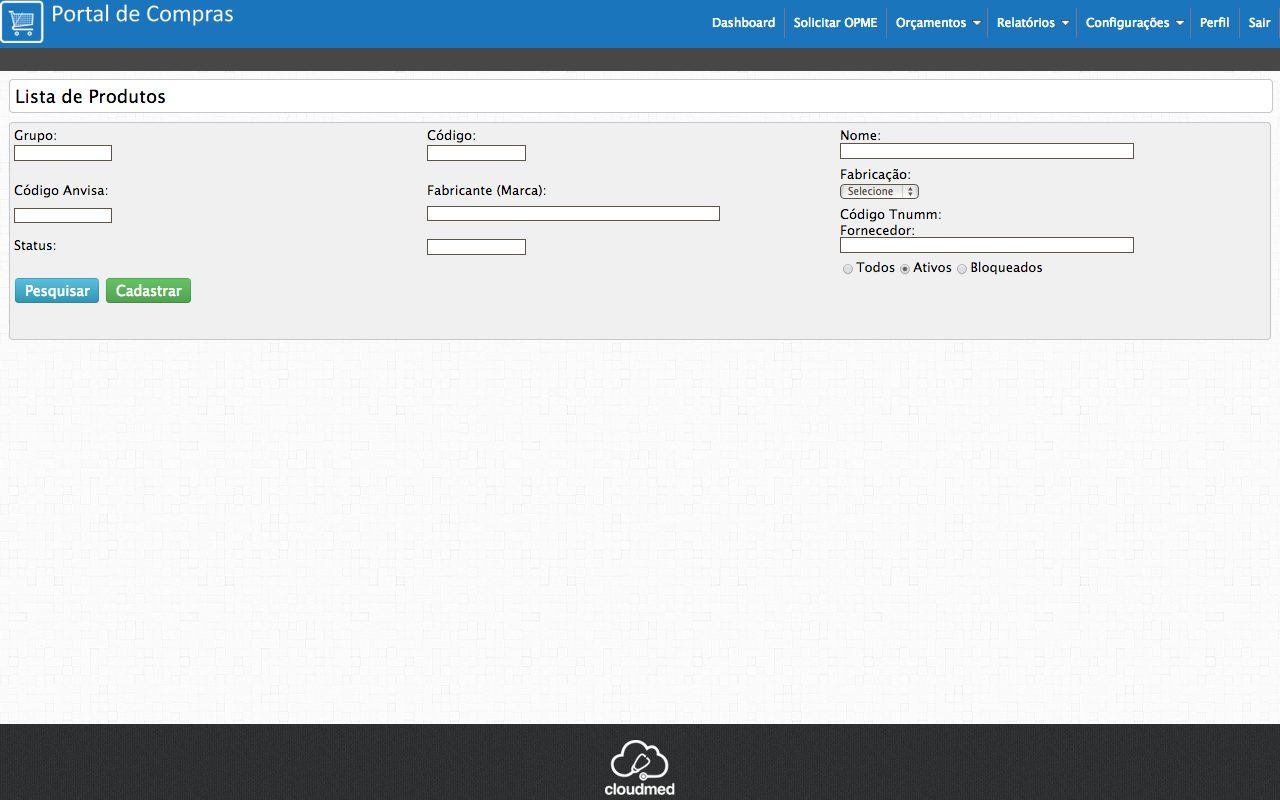 Portal de Compras
Dashboard
Solicitar OPME
Orçamentos
Relatórios
Configurações
Perfil
Sair
Lista de Produtos
Grupo:
Código:
Nome:
Fabricação:
Selecione
Código Anvisa:
Fabricante (Marca):
Código Tnumm:
Fornecedor:
Status:
Todos
Ativos
Bloqueados
Pesquisar
Cadastrar
cloudmed